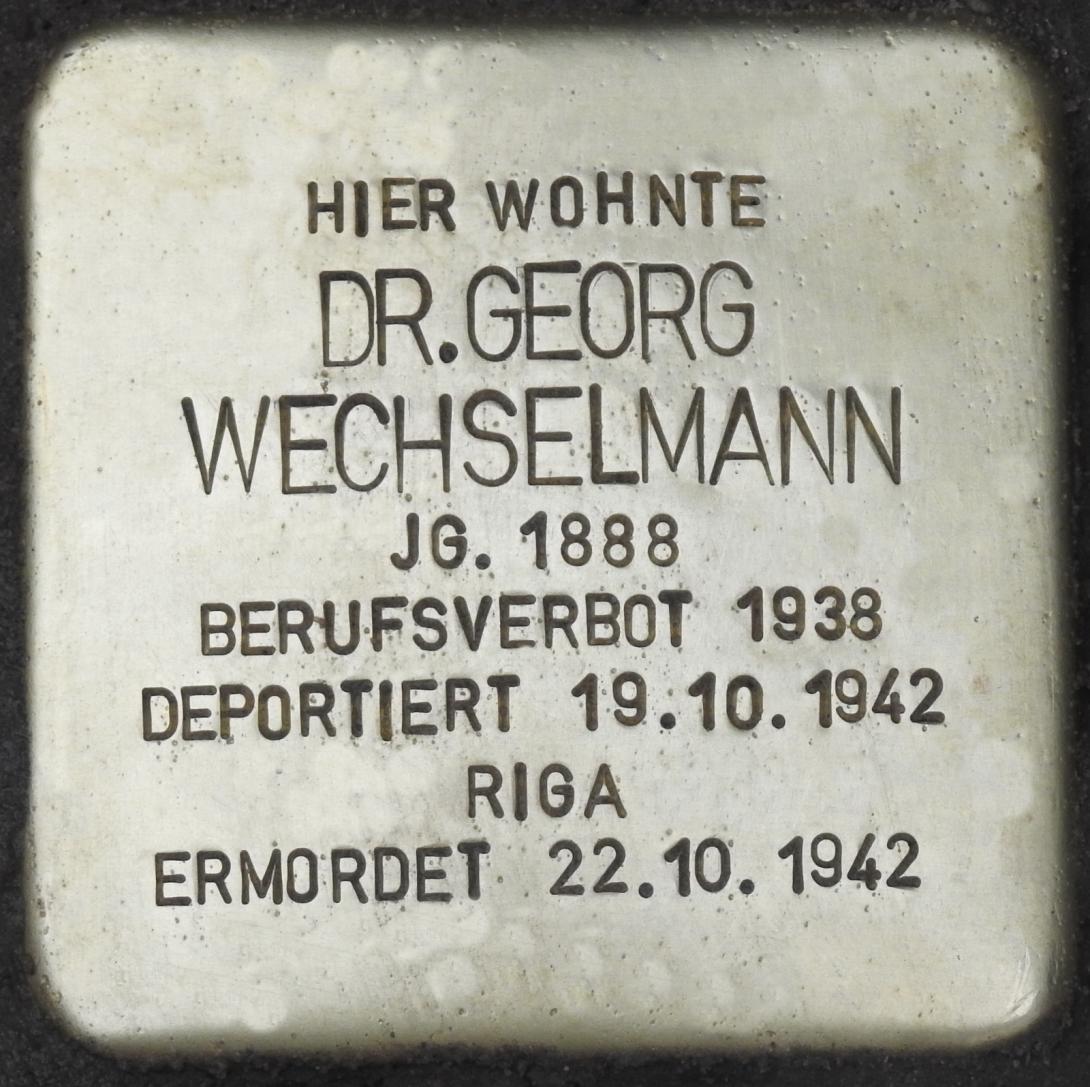 HIER WOHNTE
DR. GEORG
WECHSELMANN
JG. 1888
BERUFSVERBOT 1938
DEPORTIERT 19.10.1942
RIGA
ERMORDET 22.10.1942